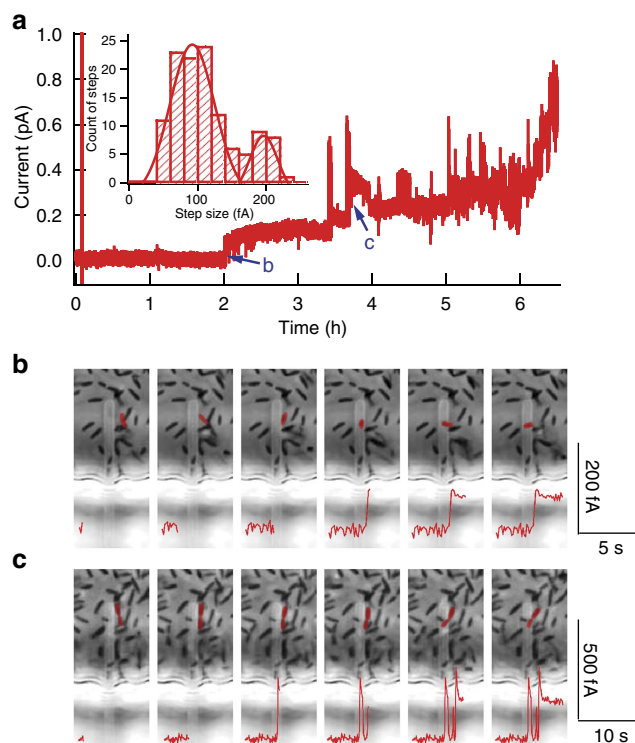 a
1.0
0.8
0.6
0.4
0.2
0.0
Current (pA)
25
20
15
10
5
0
Count of steps
0 100 200
Step size (fA)
b
c
0 1 2 3 4 5 6
Time (h)
b
200 fA
5 s
c
500 fA
10 s